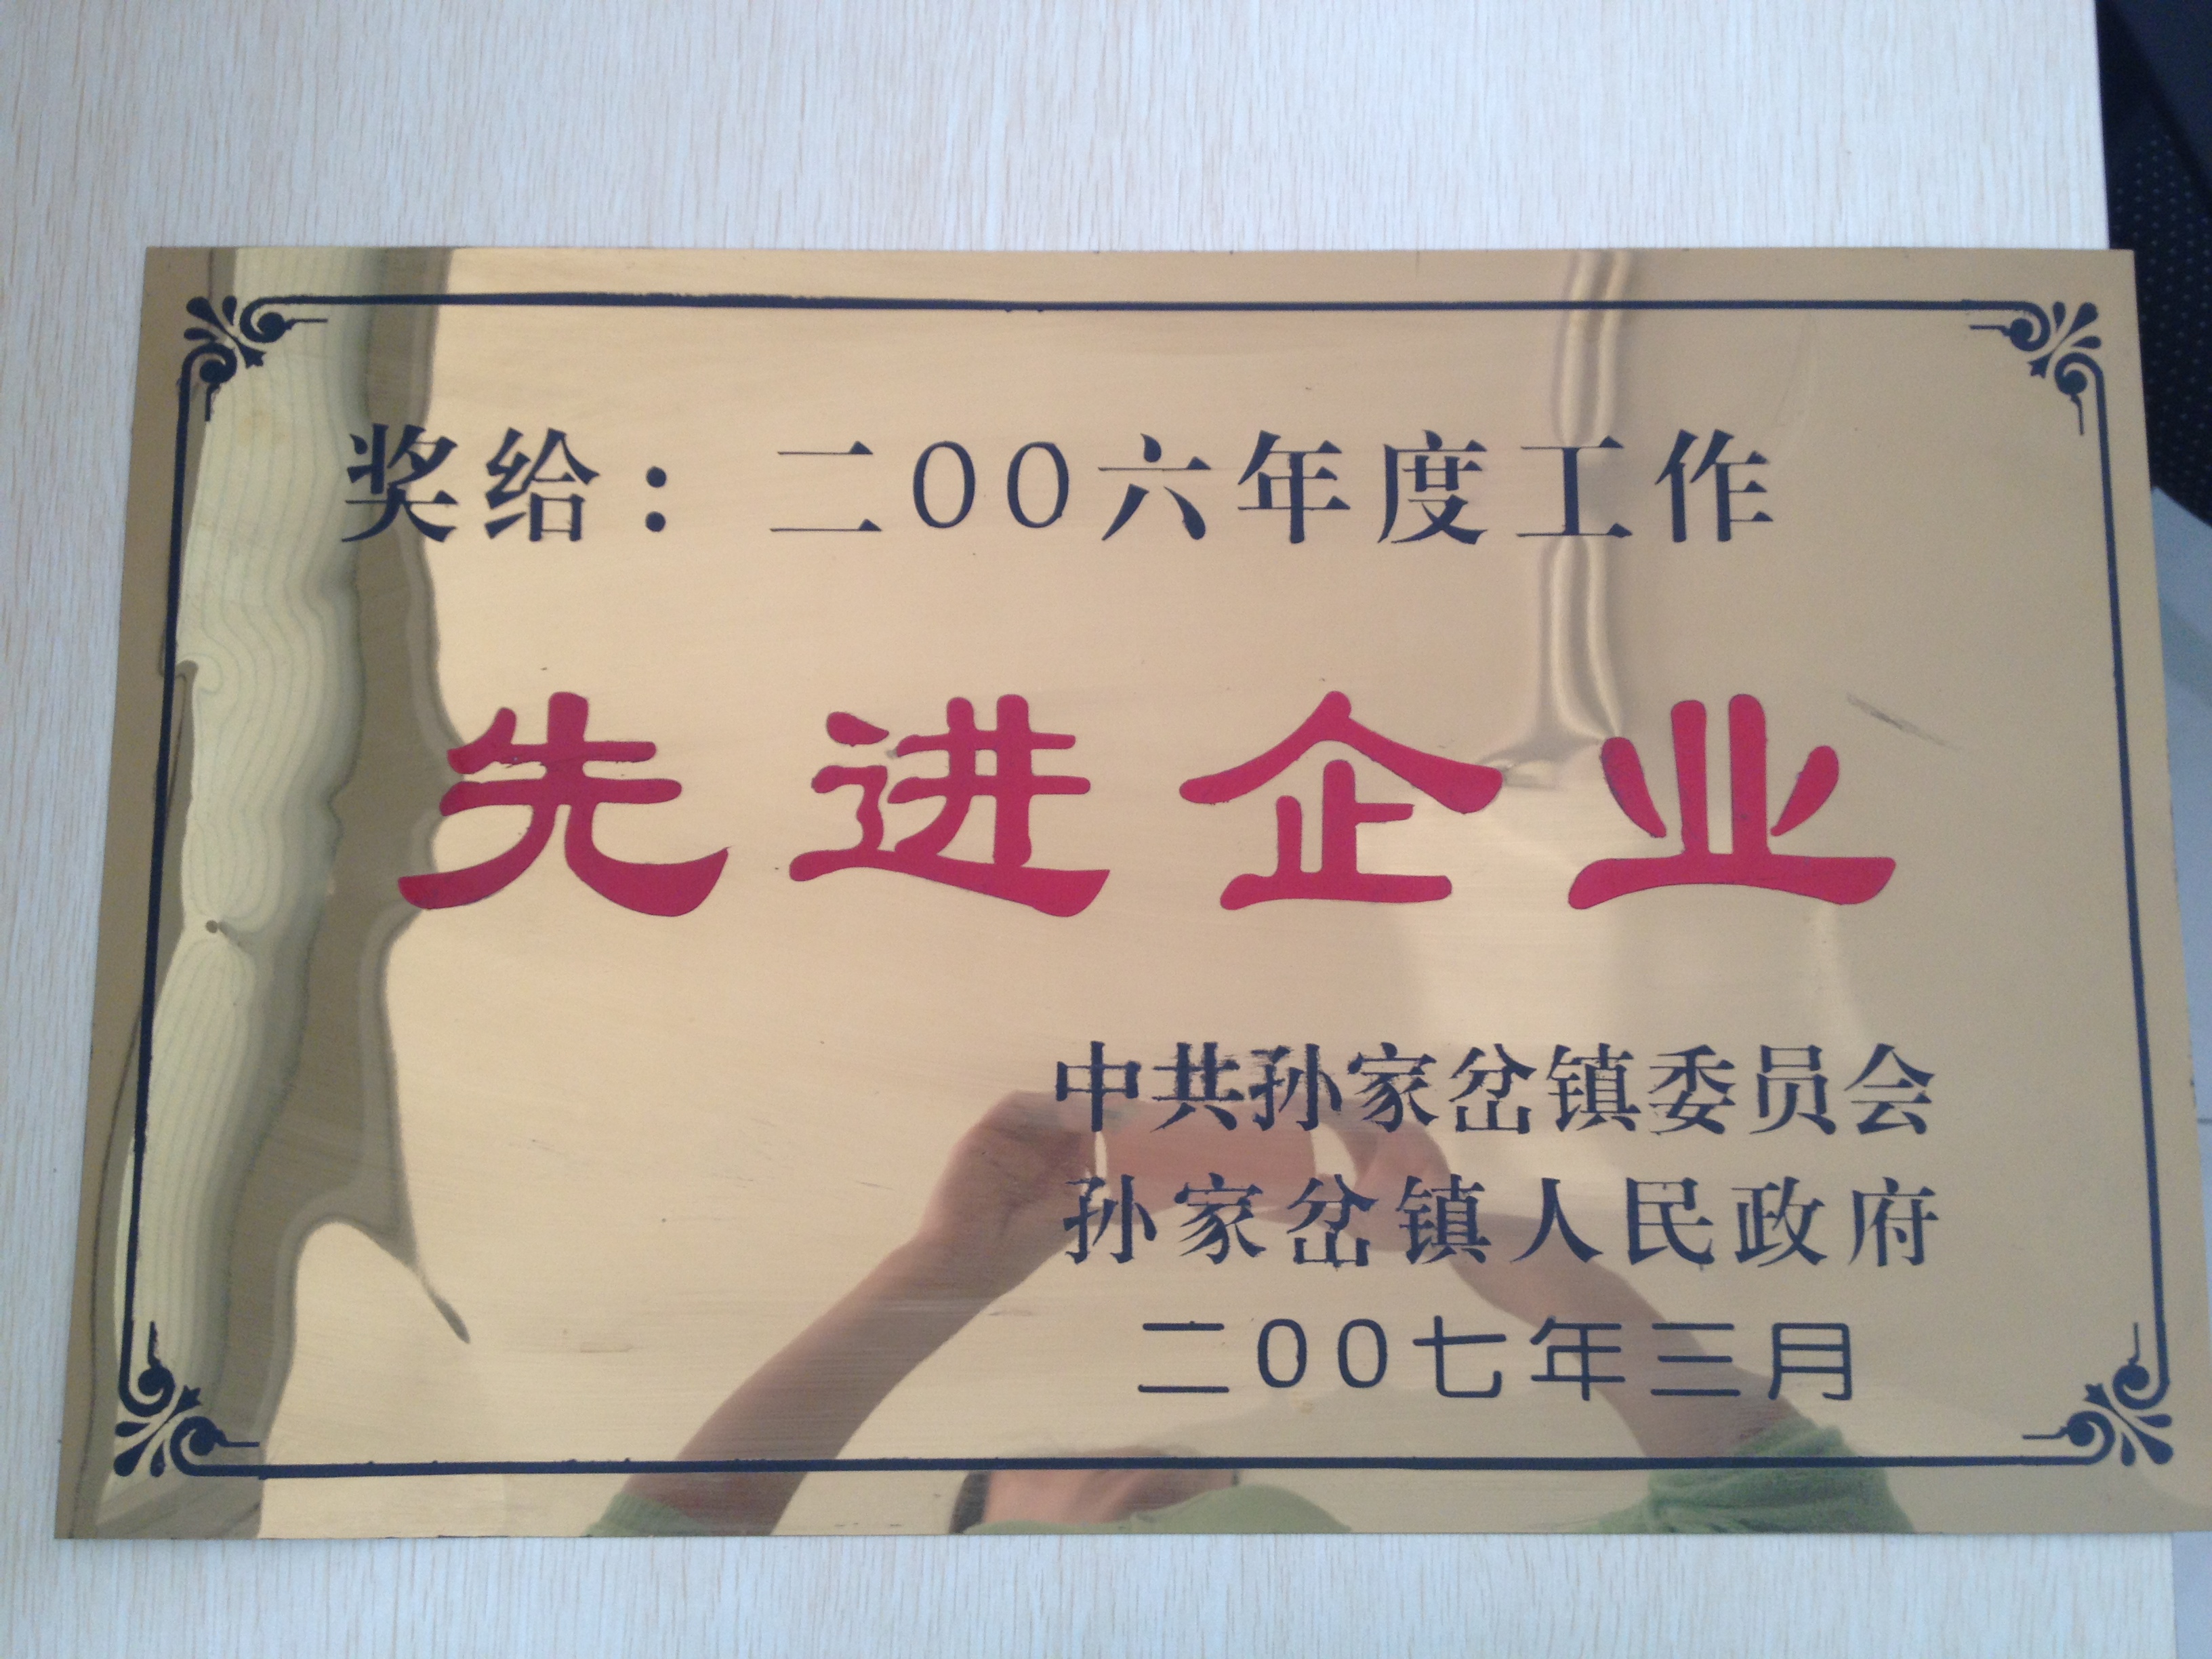 奖给：二00六年度工作
先进企业
中共孙家岔镇委员会
孙家岔镇人民政府
二00七年三月